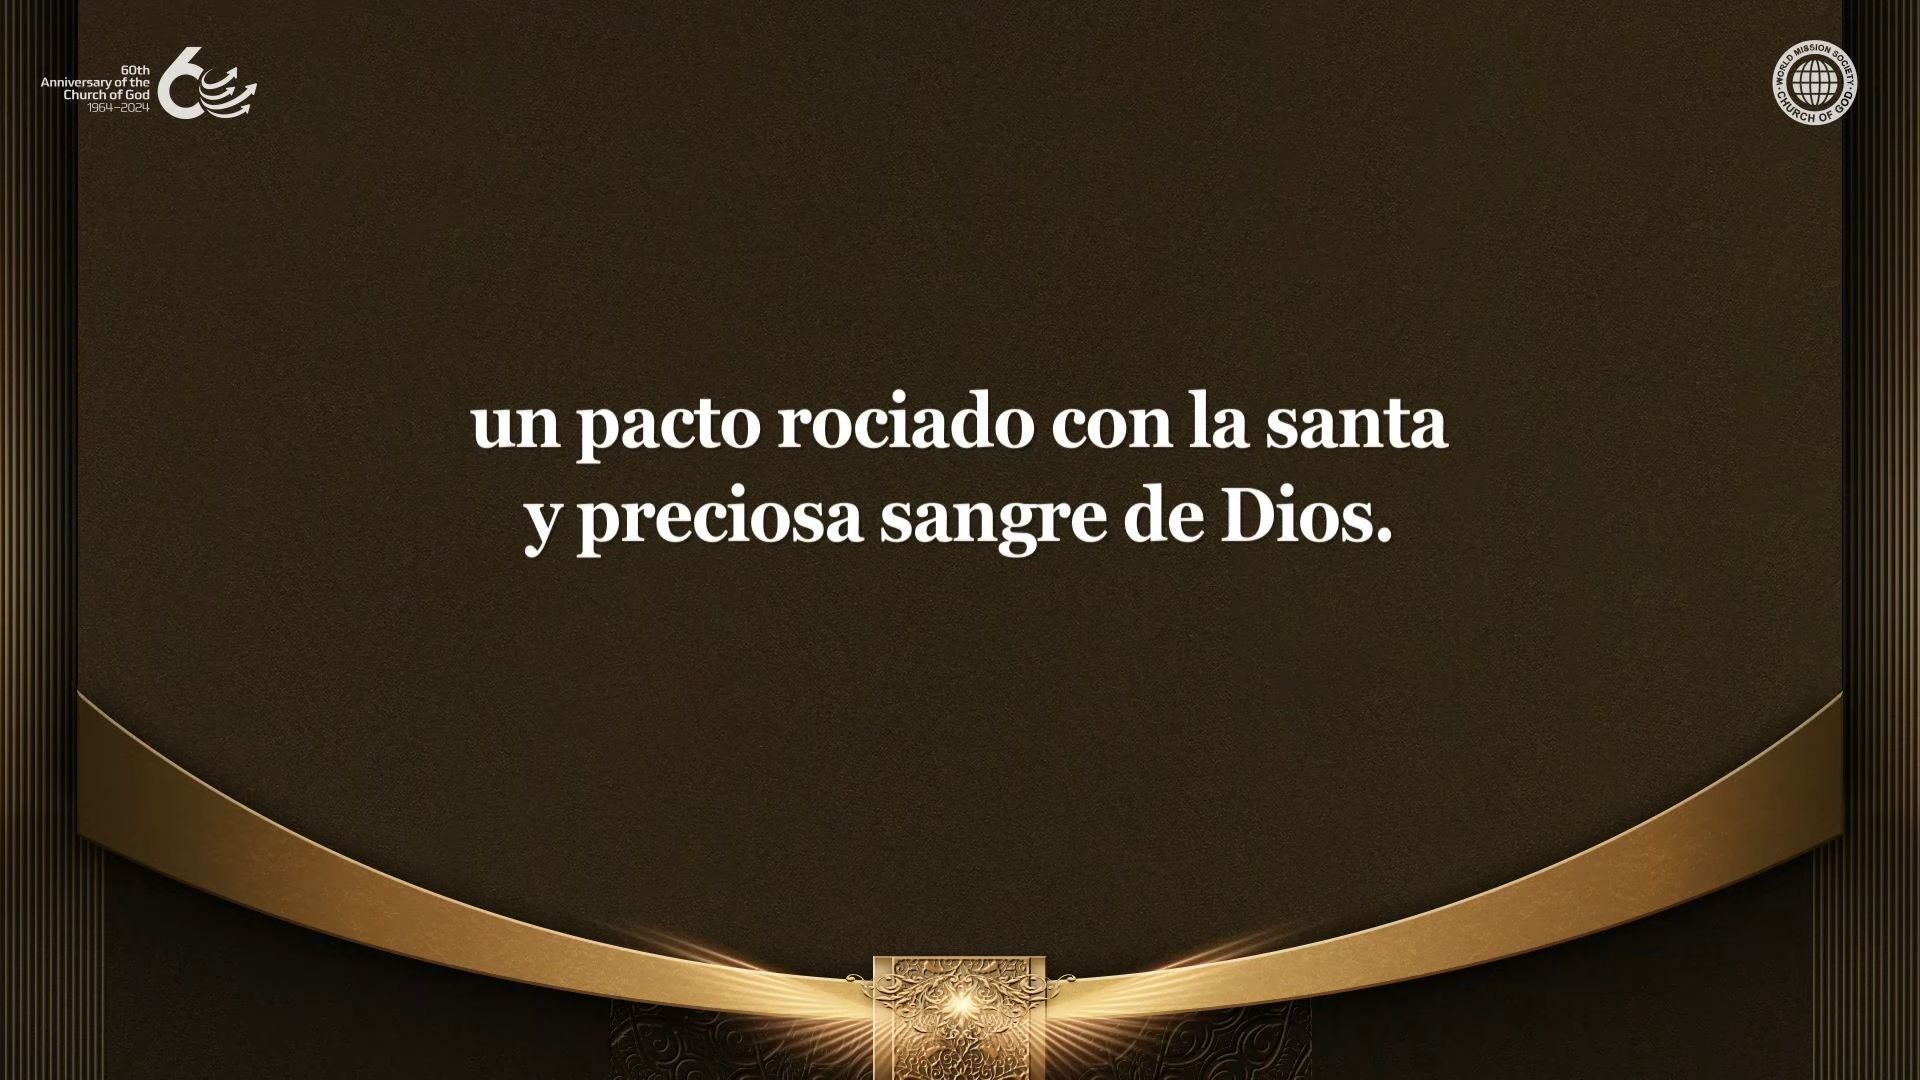 60th
Anniversary of the
Church of God
1964–2024
60
WORLD MISSION SOCIETY
CHURCH OF GOD
un pacto rociado con la santa
y preciosa sangre de Dios.